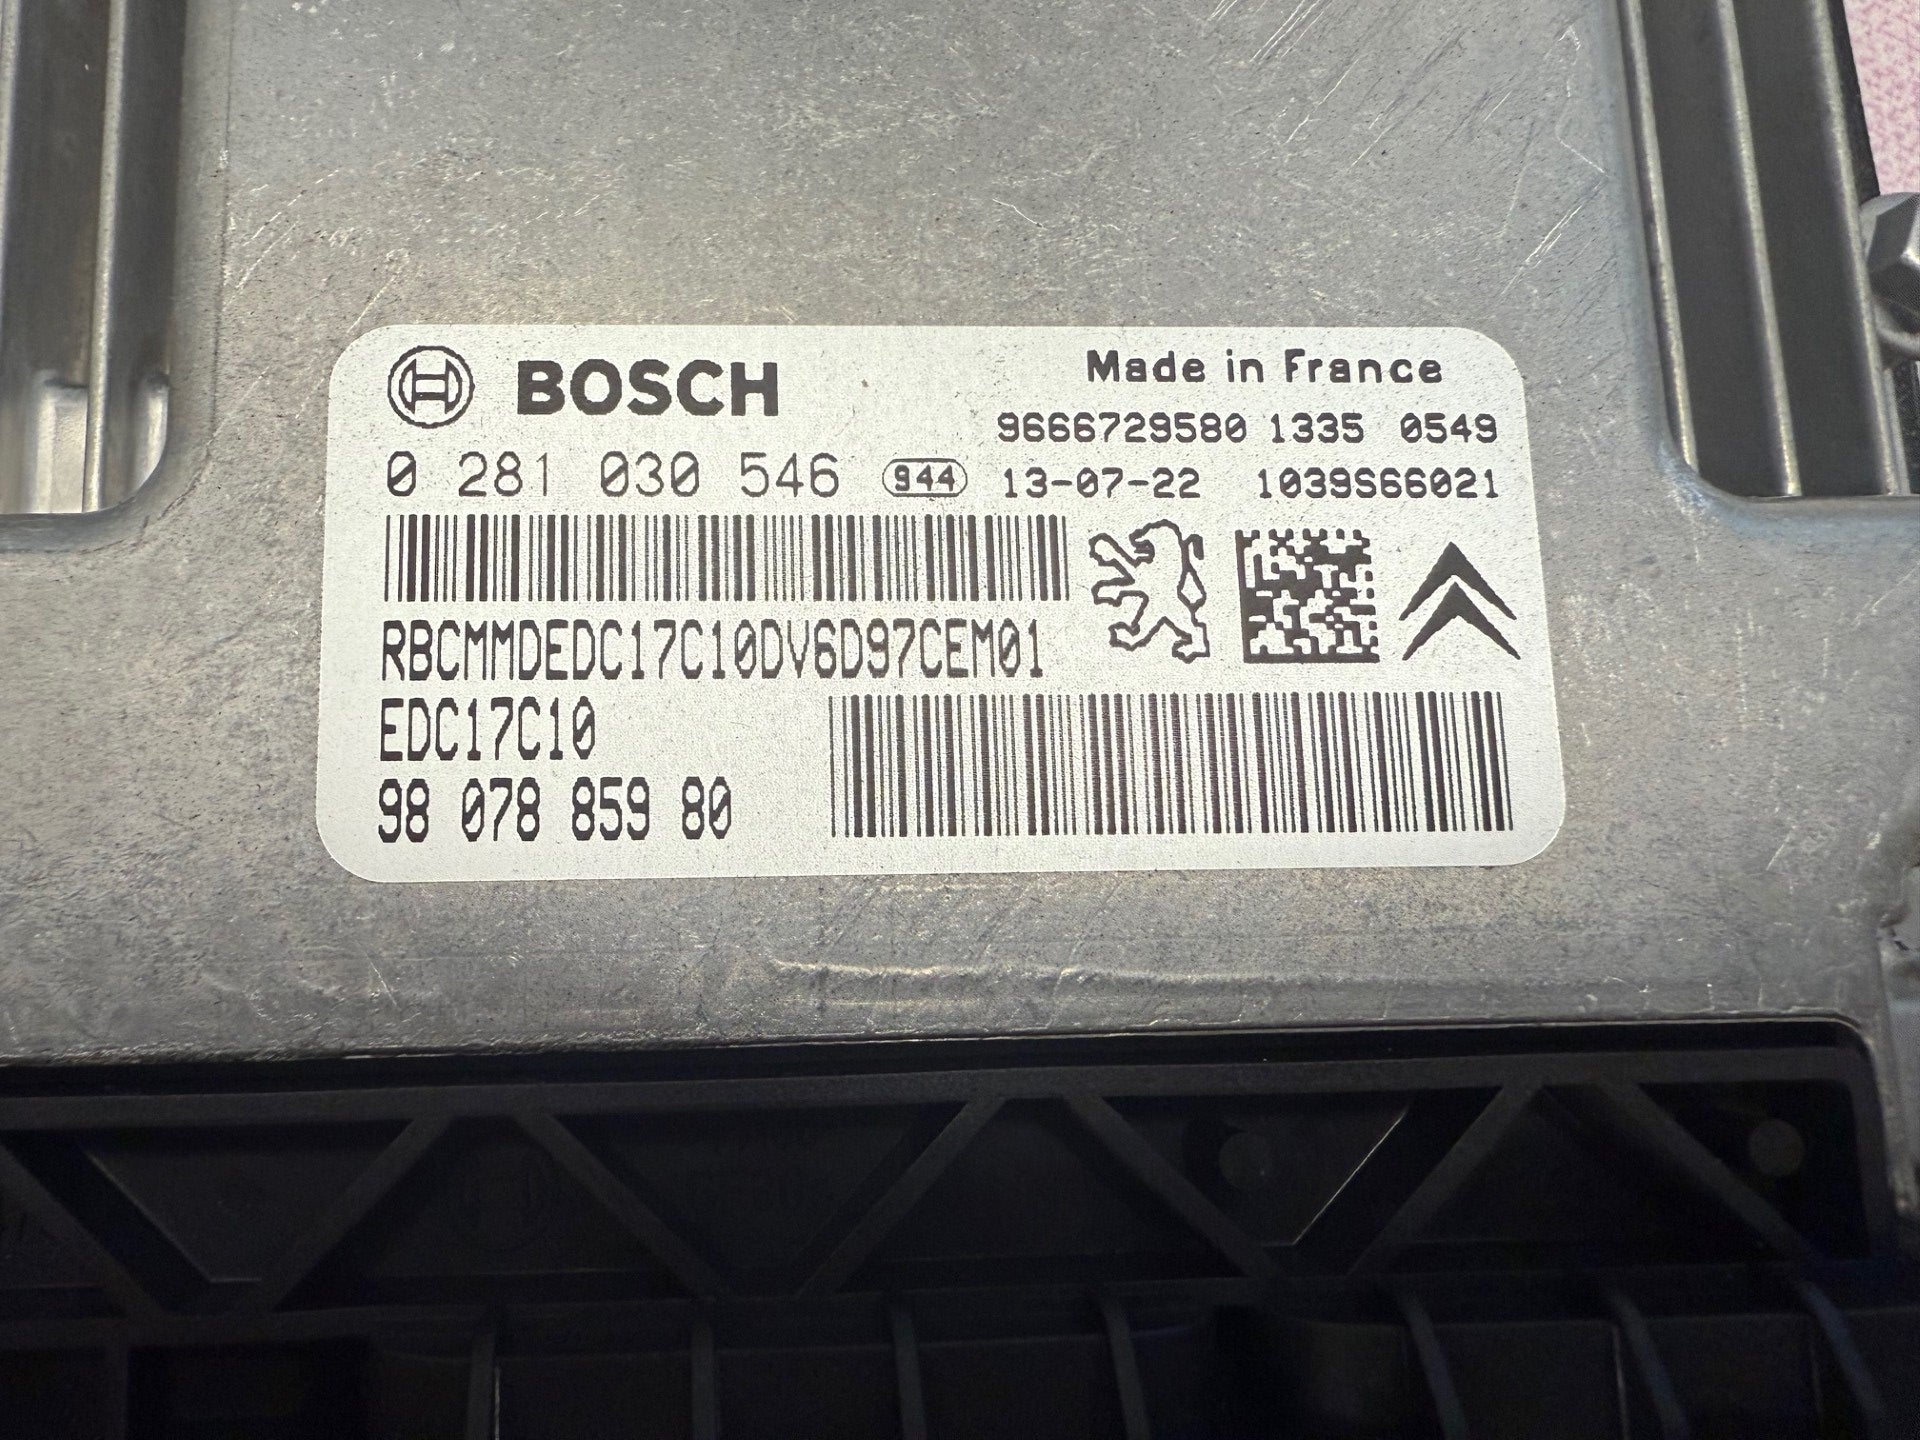 BOSCH
Made in France
9666729580 1335 0549
0 281 030 546 944 13-07-22 1039S66021
RBCMMDEDC17C10DV6D97CEM01
EDC17C10
98 078 859 80